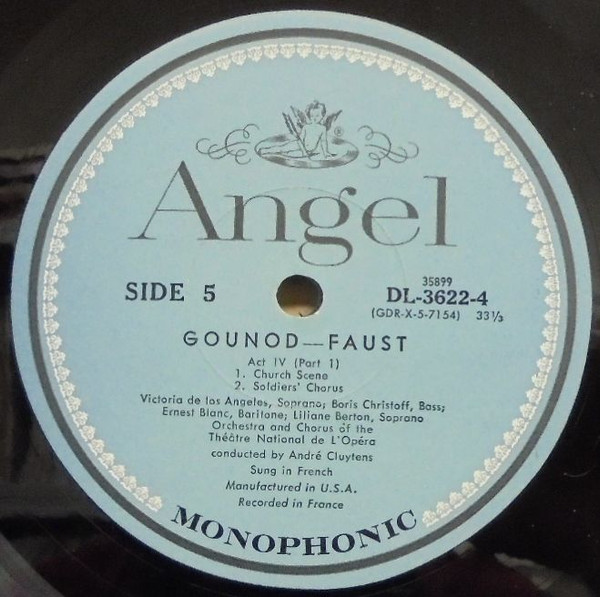 ®
Angel
SIDE 5
35899
DL-3622-4
(GDR-X-5-7154) 33⅓
GOUNOD—FAUST
Act IV (Part 1)
1. Church Scene
2. Soldiers' Chorus
Victoria de los Angeles, Soprano; Boris Christoff, Bass;
Ernest Blanc, Baritone; Liliane Berton, Soprano
Orchestra and Chorus of the
Théâtre National de L'Opéra
conducted by André Cluytens
Sung in French
Manufactured in U.S.A.
Recorded in France
MONOPHONIC